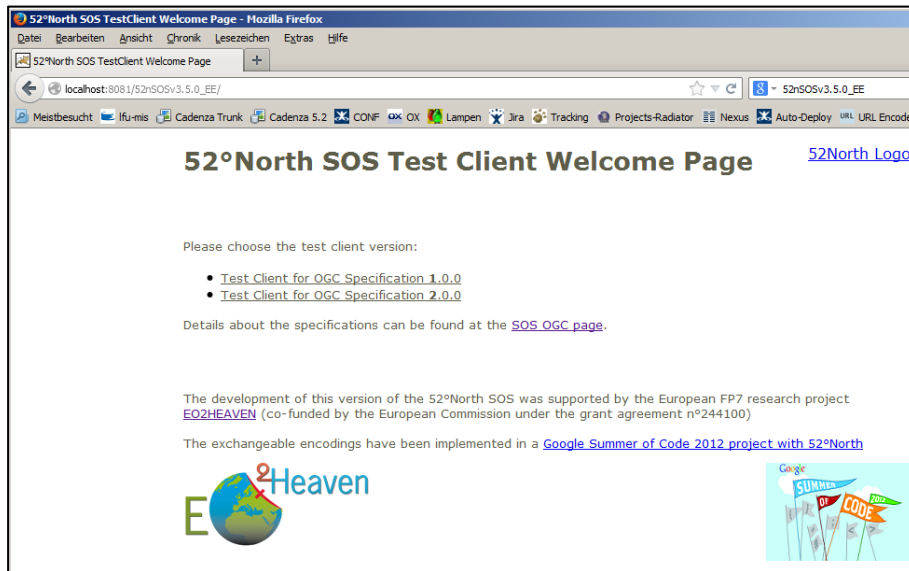 52°North SOS TestClient Welcome Page - Mozilla Firefox
Datei Bearbeiten Ansicht Chronik Lesezeichen Extras Hilfe
52°North SOS TestClient Welcome Page +
localhost:8081/52nSOSv3.5.0_EE/ 8 52nSOSv3.5.0_EE
Meistbesucht lfu-mis Cadenza Trunk Cadenza 5.2 CONF OX OX Lampen Jira Tracking Projects-Radiator Nexus Auto-Deploy URL URL Encode
52°North SOS Test Client Welcome Page
52North Logo
Please choose the test client version:
• Test Client for OGC Specification 1.0.0
• Test Client for OGC Specification 2.0.0
Details about the specifications can be found at the SOS OGC page.
The development of this version of the 52°North SOS was supported by the European FP7 research project
EO2HEAVEN (co-funded by the European Commission under the grant agreement n°244100)
The exchangeable encodings have been implemented in a Google Summer of Code 2012 project with 52°North
E 2Heaven
Google
SUMMER
OF
CODE
2012